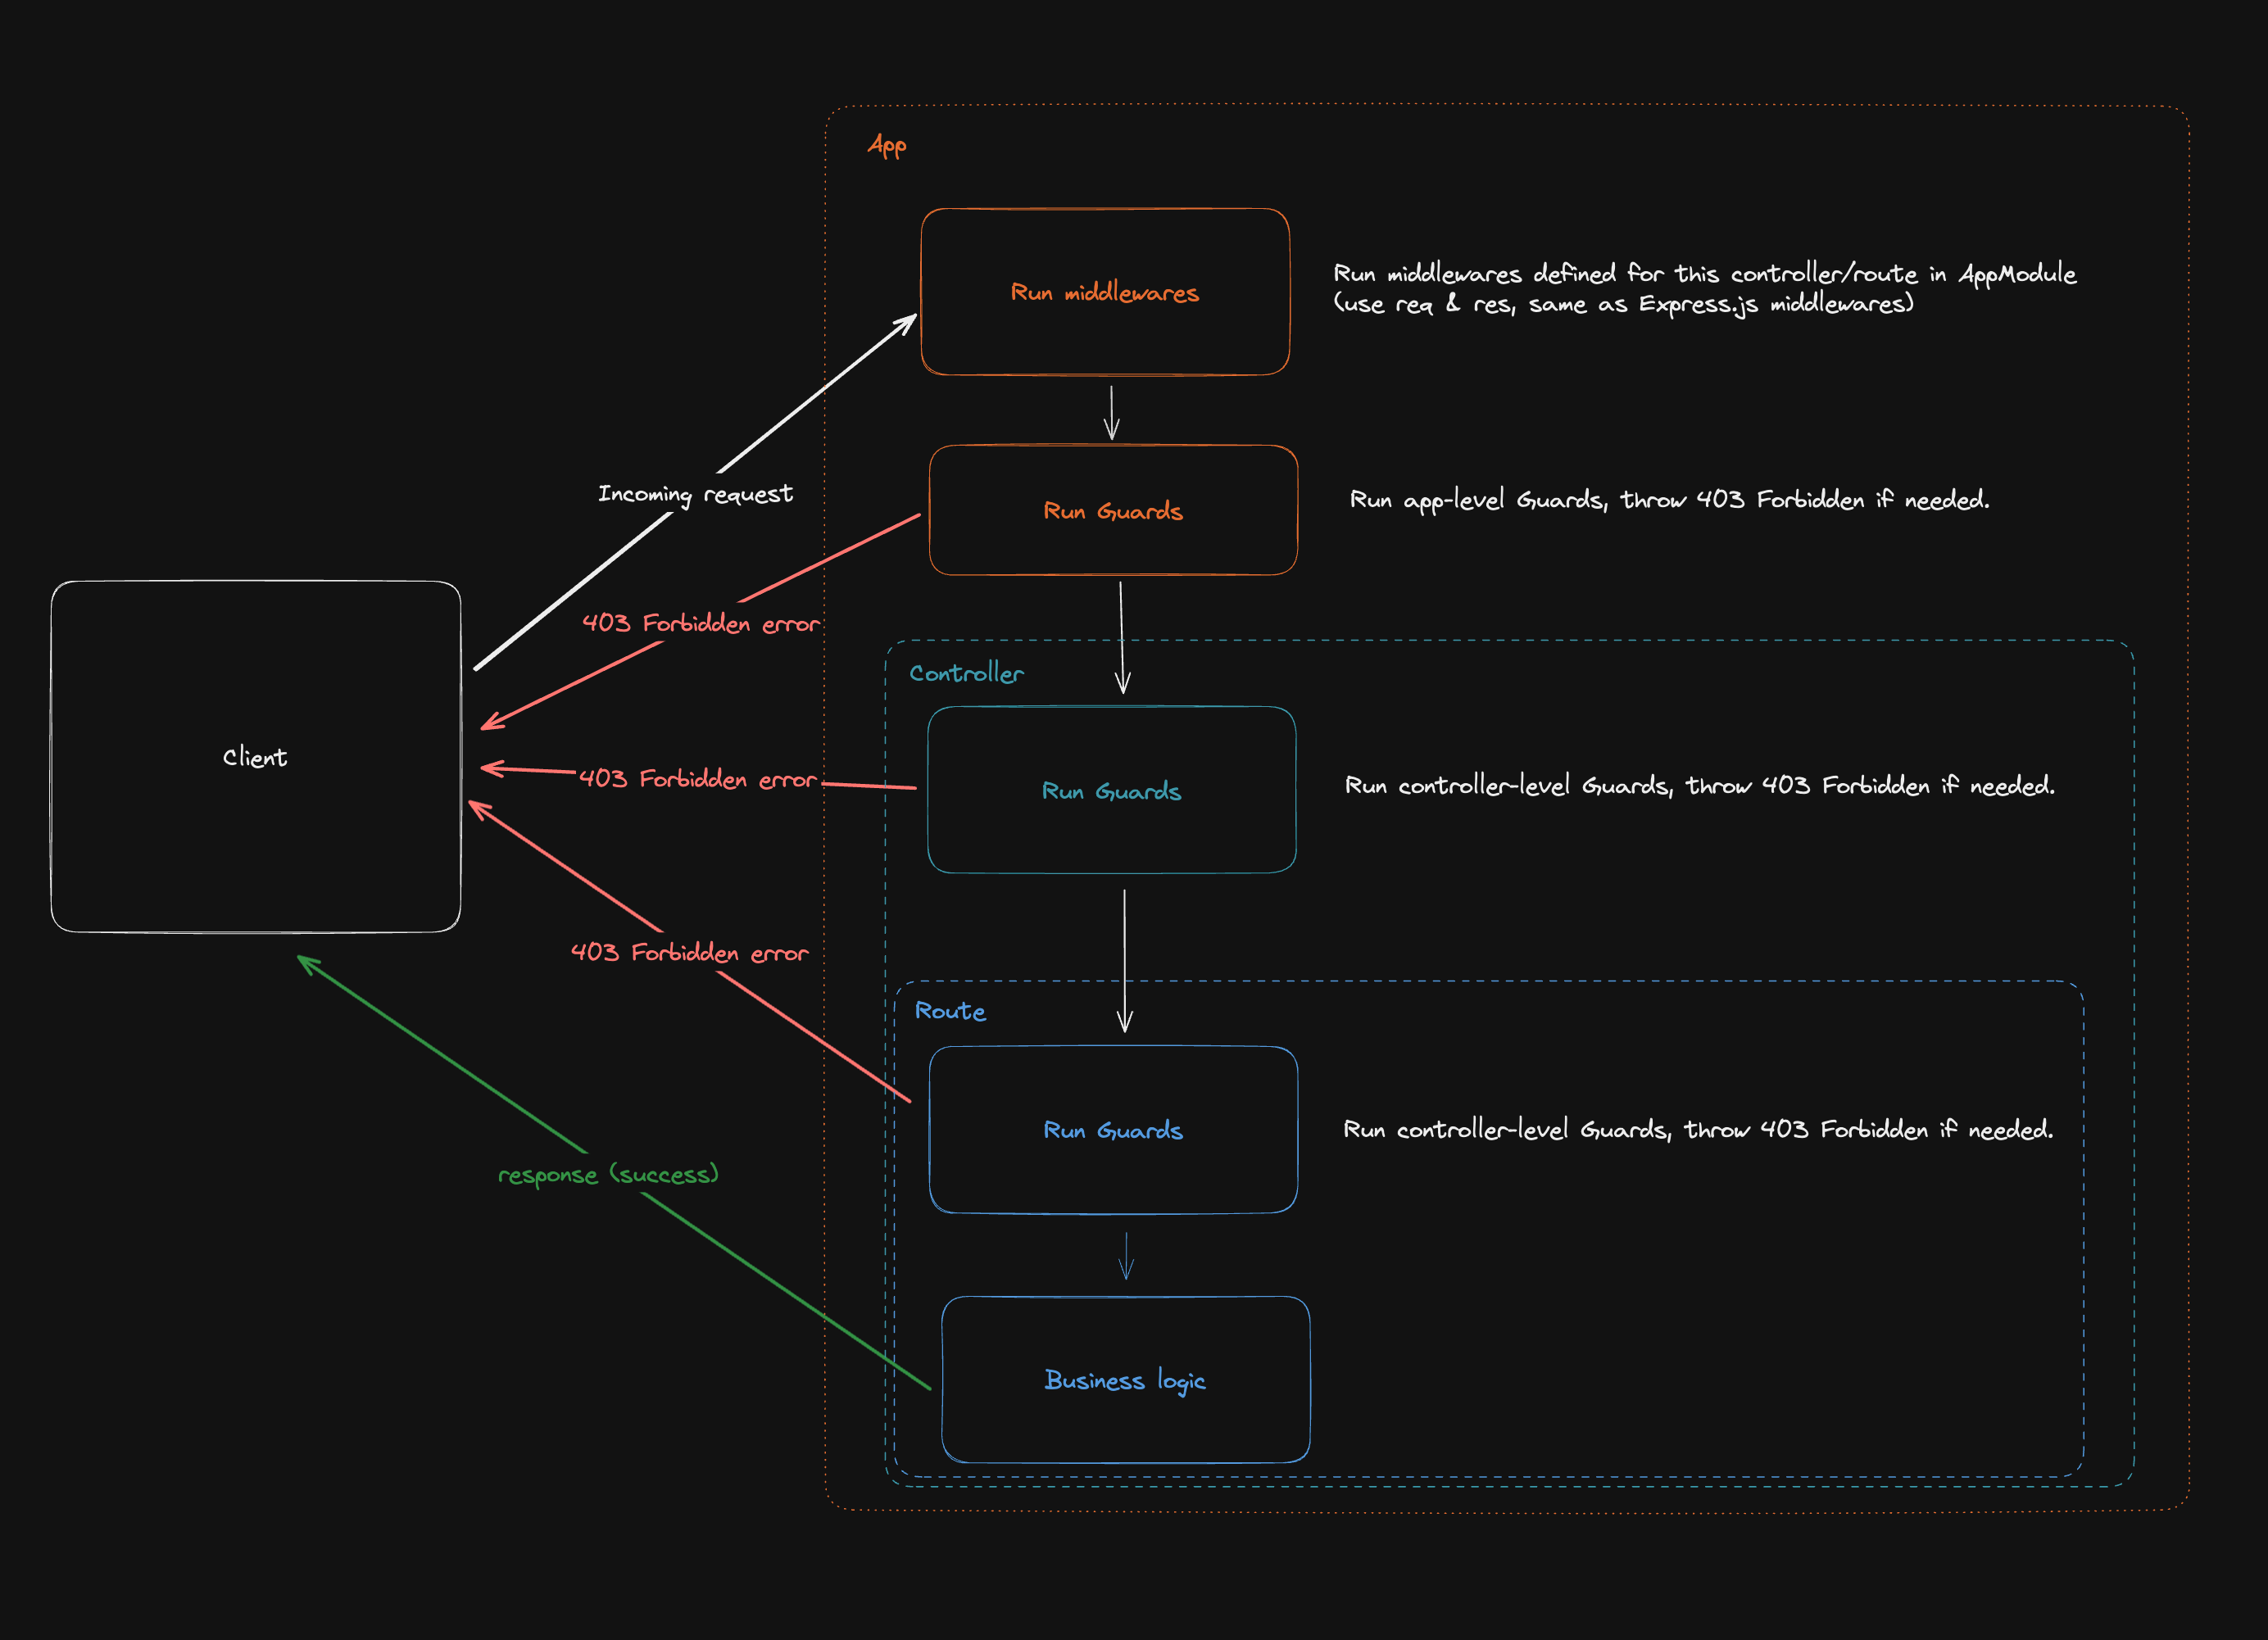 App
Run middlewares
Run middlewares defined for this controller/route in AppModule
(use req & res, same as Express.js middlewares)
Incoming request
Run Guards
Run app-level Guards, throw 403 Forbidden if needed.
403 Forbidden error
Controller
Client
403 Forbidden error
Run Guards
Run controller-level Guards, throw 403 Forbidden if needed.
403 Forbidden error
Route
Run Guards
Run controller-level Guards, throw 403 Forbidden if needed.
response (success)
Business logic